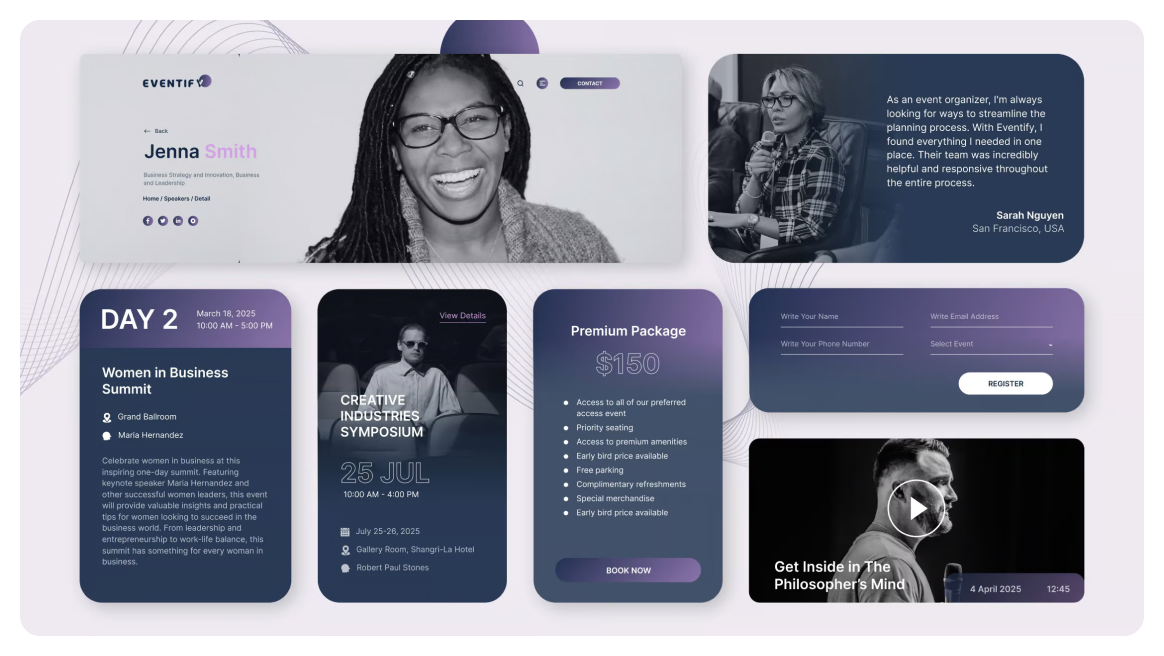 EVENTIFY
CONTACT
Back
Jenna Smith
Business Strategy and Innovation, Business
and Leadership
Home / Speakers / Detail
As an event organizer, I'm always
looking for ways to streamline the
planning process. With Eventify, I
found everything I needed in one
place. Their team was incredibly
helpful and responsive throughout
the entire process.
Sarah Nguyen
San Francisco, USA
DAY 2
March 18, 2025
10:00 AM - 5:00 PM
Women in Business
Summit
Grand Ballroom
Maria Hernandez
Celebrate women in business at this
inspiring one-day summit. Featuring
keynote speaker Maria Hernandez and
other successful women leaders, this event
will provide valuable insights and practical
tips for women looking to succeed in the
business world. From leadership and
entrepreneurship to work-life balance, this
summit has something for every woman in
business.
View Details
CREATIVE
INDUSTRIES
SYMPOSIUM
25 JUL
10:00 AM - 4:00 PM
July 25-26, 2025
Gallery Room, Shangri-La Hotel
Robert Paul Stones
Premium Package
$150
Access to all of our preferred
access event
Priority seating
Access to premium amenities
Early bird price available
Free parking
Complimentary refreshments
Special merchandise
Early bird price available
BOOK NOW
Write Your Name
Write Email Address
Write Your Phone Number
Select Event
REGISTER
Get Inside in The
Philosopher's Mind
4 April 2025
12:45